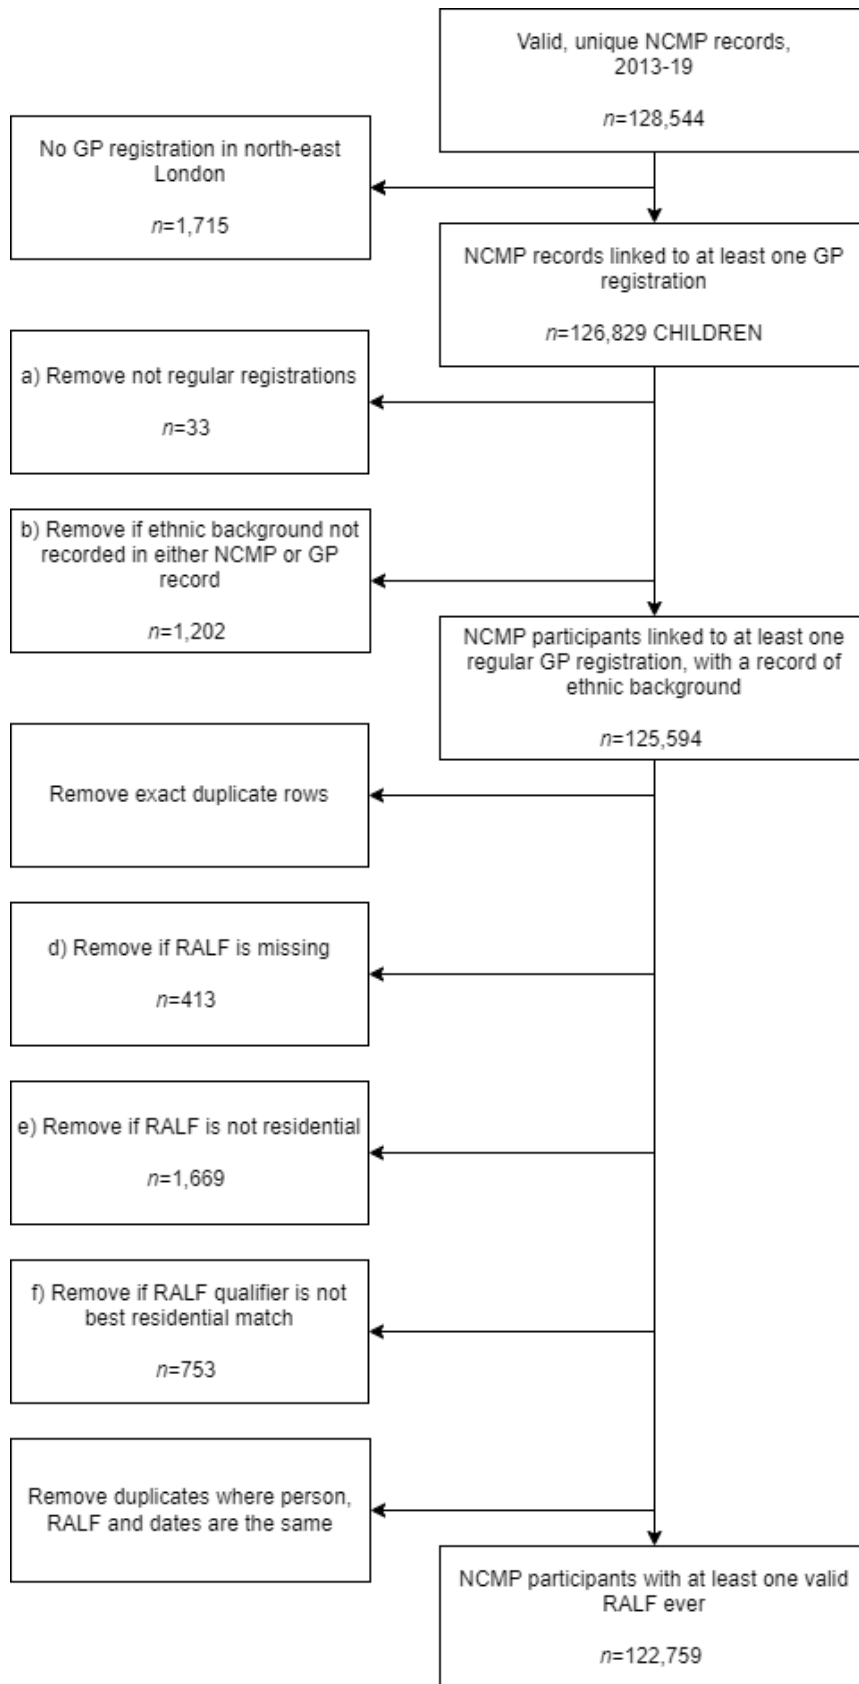 Valid, unique NCMP records,
2013-19
n=128,544
No GP registration in north-east
London
n=1,715
NCMP records linked to at least one GP
registration
n=126,829 CHILDREN
a) Remove not regular registrations
n=33
b) Remove if ethnic background not
recorded in either NCMP or GP
record
n=1,202
NCMP participants linked to at least one
regular GP registration, with a record of
ethnic background
n=125,594
Remove exact duplicate rows
d) Remove if RALF is missing
n=413
e) Remove if RALF is not residential
n=1,669
f) Remove if RALF qualifier is not
best residential match
n=753
Remove duplicates where person,
RALF and dates are the same
NCMP participants with at least one valid
RALF ever
n=122,759